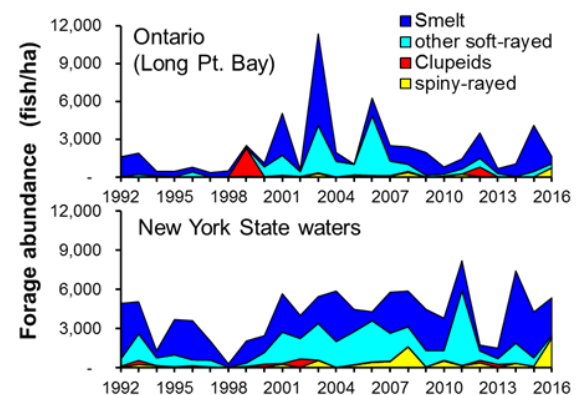 Forage abundance (fish/ha)
12,000
9,000
6,000
3,000
-
Ontario
(Long Pt. Bay)
Smelt
other soft-rayed
Clupeids
spiny-rayed
1992 1995 1998 2001 2004 2007 2010 2013 2016
12,000
9,000
6,000
3,000
-
New York State waters
1992 1995 1998 2001 2004 2007 2010 2013 2016